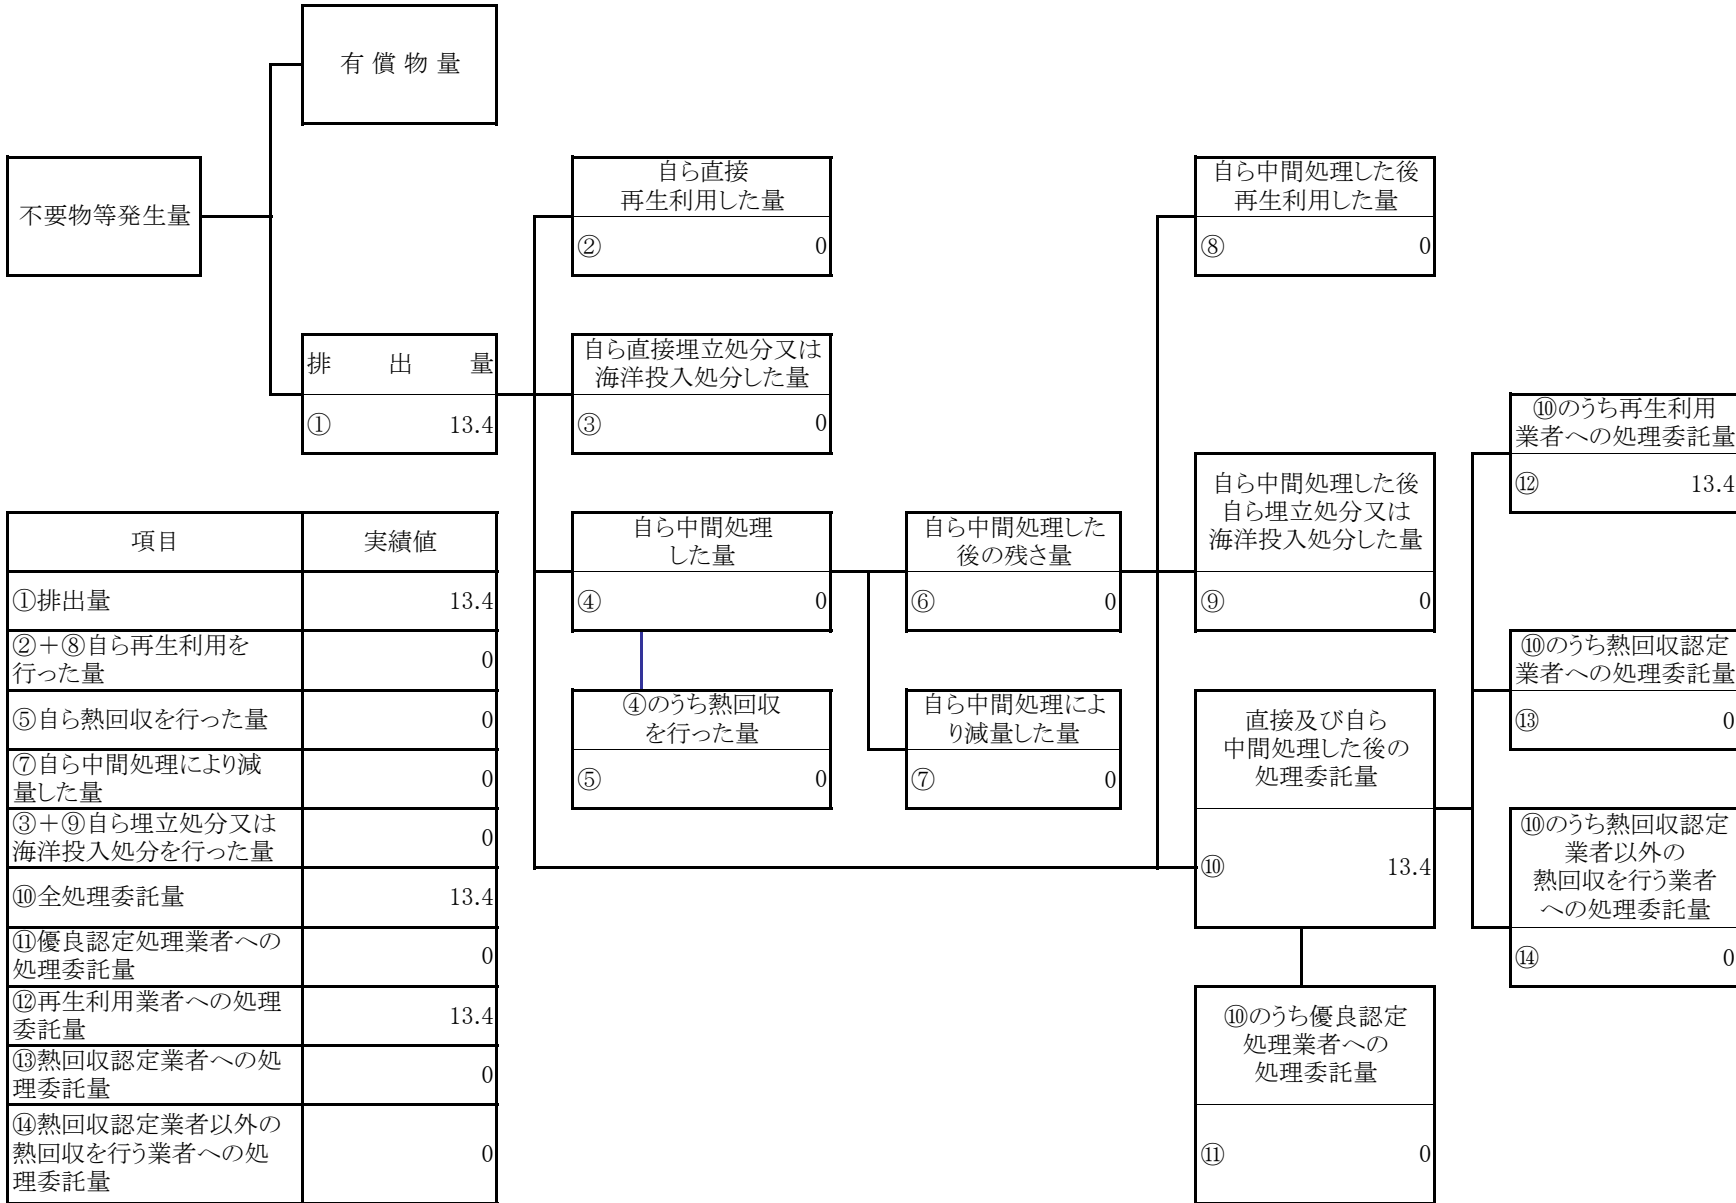 有 償 物 量
不要物等発生量
自ら直接
再生利用した量
② 0
自ら中間処理した後
再生利用した量
⑧ 0
排 出 量
① 13.4
自ら直接埋立処分又は
海洋投入処分した量
③ 0
⑩のうち再生利用
業者への処理委託量
⑫ 13.4
自ら中間処理した後
自ら埋立処分又は
海洋投入処分した量
⑨ 0
自ら中間処理
した量
④ 0
自ら中間処理した
後の残さ量
⑥ 0
⑩のうち熱回収認定
業者への処理委託量
⑬ 0
④のうち熱回収
を行った量
⑤ 0
自ら中間処理によ
り減量した量
⑦ 0
直接及び自ら
中間処理した後の
処理委託量
⑩ 13.4
⑩のうち熱回収認定
業者以外の
熱回収を行う業者
への処理委託量
⑭ 0
⑩のうち優良認定
処理業者への
処理委託量
⑪ 0
項目 実績値
①排出量 13.4
②+⑧自ら再生利用を
行った量 0
⑤自ら熱回収を行った量 0
⑦自ら中間処理により減
量した量 0
③+⑨自ら埋立処分又は
海洋投入処分を行った量 0
⑩全処理委託量 13.4
⑪優良認定処理業者への
処理委託量 0
⑫再生利用業者への処理
委託量 13.4
⑬熱回収認定業者への処
理委託量 0
⑭熱回収認定業者以外の
熱回収を行う業者への処
理委託量 0